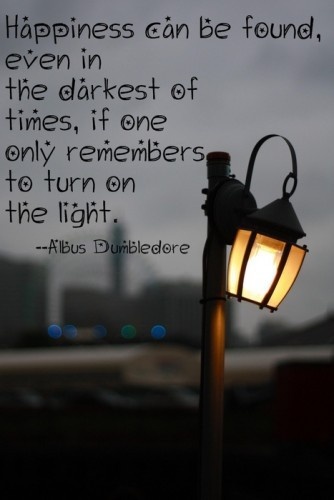 Happiness can be found,
even in
the darkest of
times, if one
only remembers
to turn on
the light.
--Albus Dumbledore